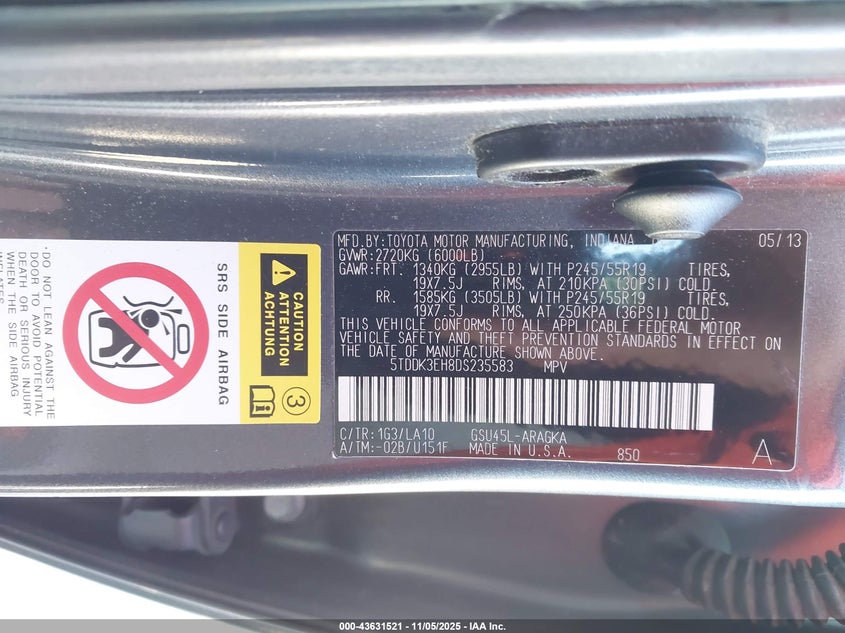 · DO NOT LEAN AGAINST THE
DOOR TO AVOID POTENTIAL
DEATH OR SERIOUS INJURY
WHEN THE SIDE AIRBAG
INFLATES
SRS SIDE AIRBAG
CAUTION
ATTENTION
ACHTUNG
3
MFD.BY:TOYOTA MOTOR MANUFACTURING, INDIANA 05/13
GVWR:2720KG (6000LB)
GAWR:FRT. 1340KG (2955LB) WITH P245/55R19 TIRES,
19X7.5J RIMS, AT 210KPA (30PSI) COLD.
RR. 1585KG (3505LB) WITH P245/55R19 TIRES,
19X7.5J RIMS, AT 250KPA (36PSI) COLD.
THIS VEHICLE CONFORMS TO ALL APPLICABLE FEDERAL MOTOR
VEHICLE SAFETY AND THEFT PREVENTION STANDARDS IN EFFECT ON
THE DATE OF MANUFACTURE SHOWN ABOVE.
5TDDK3EH8DS235583 MPV
C/TR:1G3/LA10 GSU45L-ARAGKA
A/TM:-02B/U151F MADE IN U.S.A. 850 A
000-43631521 - 11/05/2025 - IAA Inc.